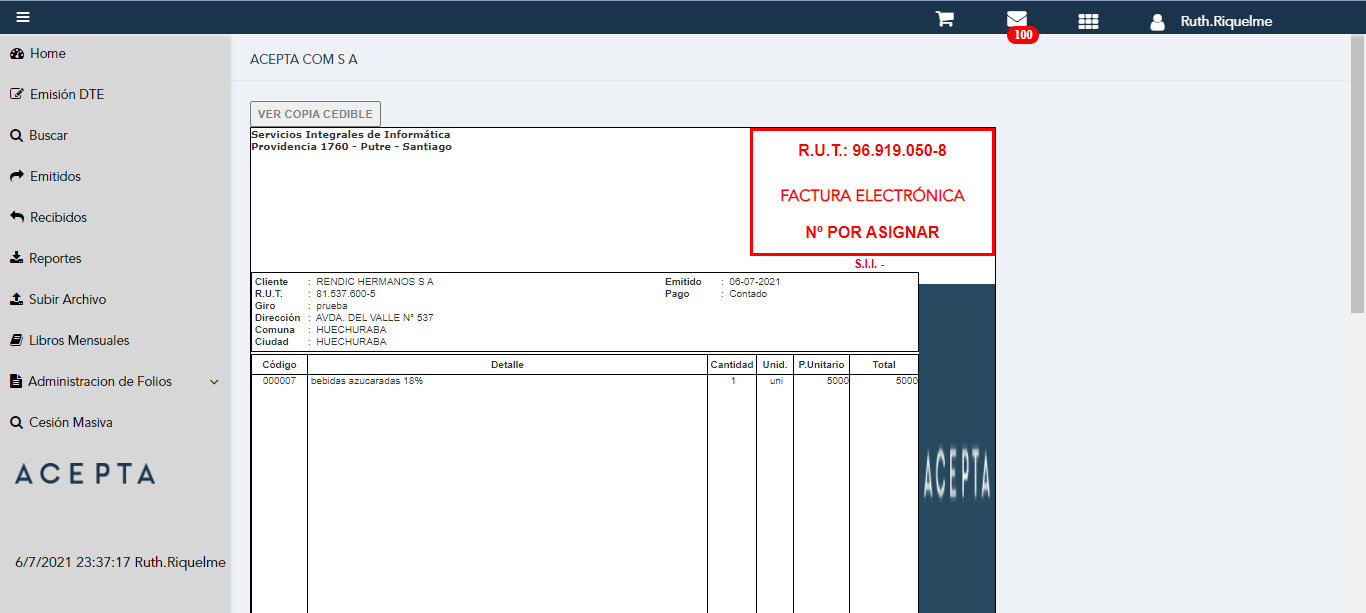 Ruth.Riquelme
100
Home
Emisión DTE
Buscar
Emitidos
Recibidos
Reportes
Subir Archivo
Libros Mensuales
Administracion de Folios
Cesión Masiva
ACEPTA
6/7/2021 23:37:17 Ruth.Riquelme
ACEPTA COM S A
VER COPIA CEDIBLE
Servicios Integrales de Informática
Providencia 1760 - Putre - Santiago
R.U.T.: 96.919.050-8
FACTURA ELECTRÓNICA
Nº POR ASIGNAR
S.I.I. -
Cliente : RENDIC HERMANOS S A Emitido : 06-07-2021
R.U.T. : 81.537.600-5 Pago : Contado
Giro : prueba
Dirección : AVDA. DEL VALLE N° 537
Comuna : HUECHURABA
Ciudad : HUECHURABA
Código Detalle Cantidad Unid. P.Unitario Total
000007 bebidas azucaradas 18% 1 uni 5000 5000
ACEPTA